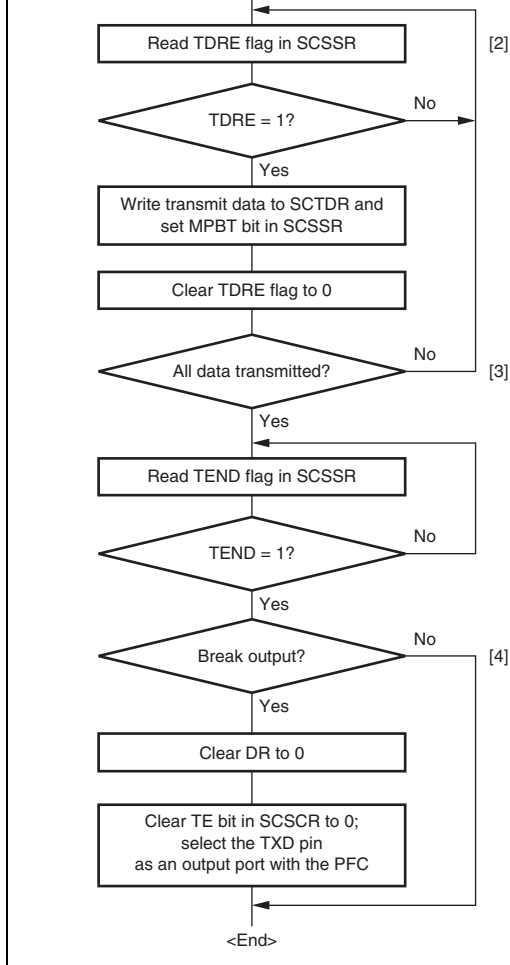 Read TDRE flag in SCSSR
[2]
TDRE = 1?
No
Yes
Write transmit data to SCTDR and
set MPBT bit in SCSSR
Clear TDRE flag to 0
All data transmitted?
No
[3]
Yes
Read TEND flag in SCSSR
TEND = 1?
No
Yes
Break output?
No
[4]
Yes
Clear DR to 0
Clear TE bit in SCSCR to 0;
select the TXD pin
as an output port with the PFC
<End>